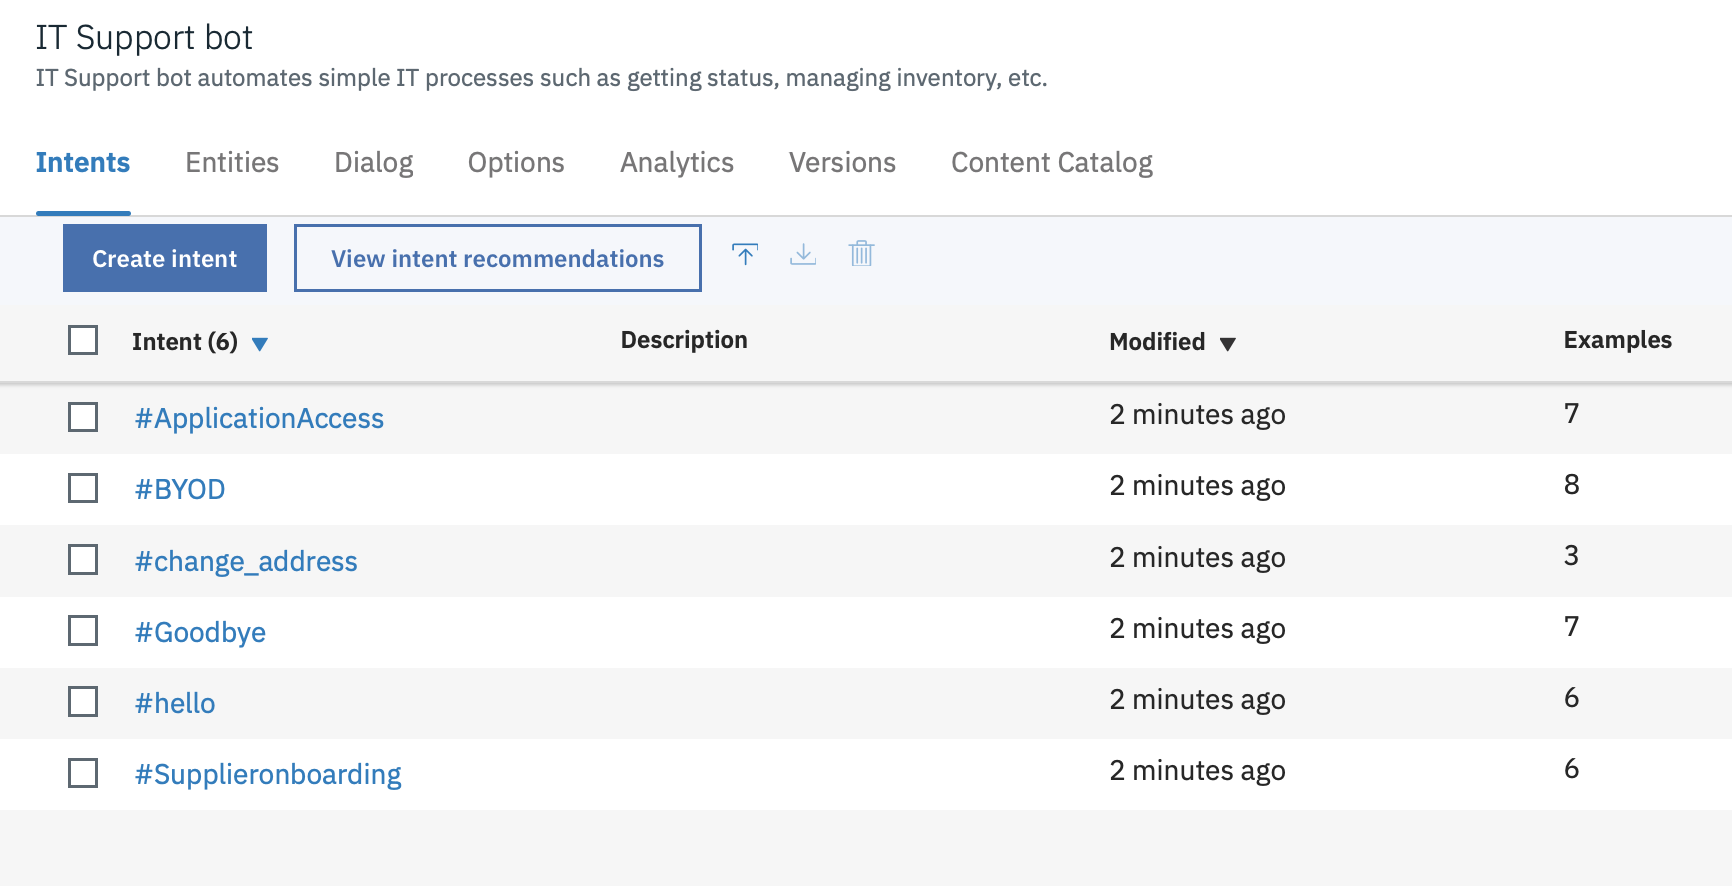 IT Support bot
IT Support bot automates simple IT processes such as getting status, managing inventory, etc.
Intents Entities Dialog Options Analytics Versions Content Catalog
Create intent View intent recommendations
Intent (6) ▼ Description Modified ▼ Examples
#ApplicationAccess 2 minutes ago 7
#BYOD 2 minutes ago 8
#change_address 2 minutes ago 3
#Goodbye 2 minutes ago 7
#hello 2 minutes ago 6
#Supplieronboarding 2 minutes ago 6